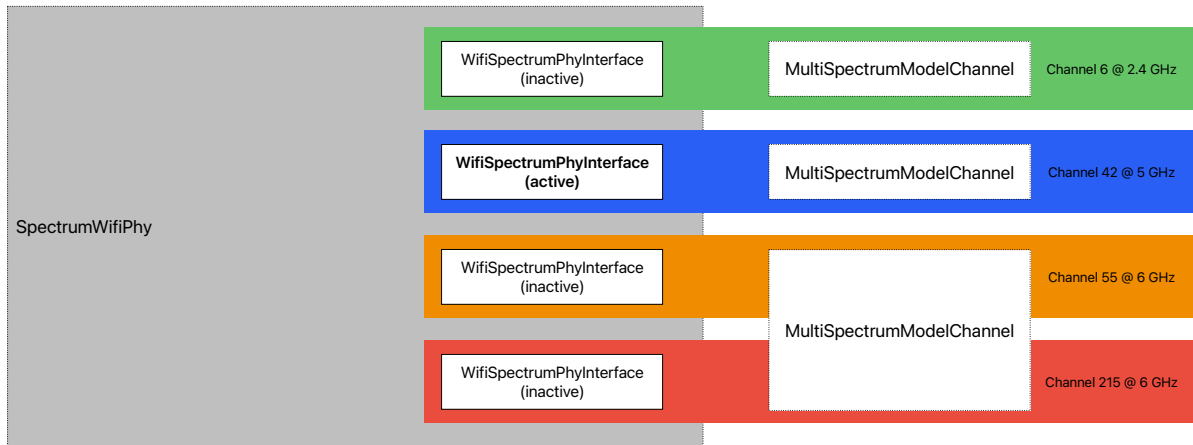 WifiSpectrumPhyInterface
(inactive)
MultiSpectrumModelChannel
Channel 6 @ 2.4 GHz
WifiSpectrumPhyInterface
(active)
MultiSpectrumModelChannel
Channel 42 @ 5 GHz
SpectrumWifiPhy
WifiSpectrumPhyInterface
(inactive)
Channel 55 @ 6 GHz
MultiSpectrumModelChannel
WifiSpectrumPhyInterface
(inactive)
Channel 215 @ 6 GHz